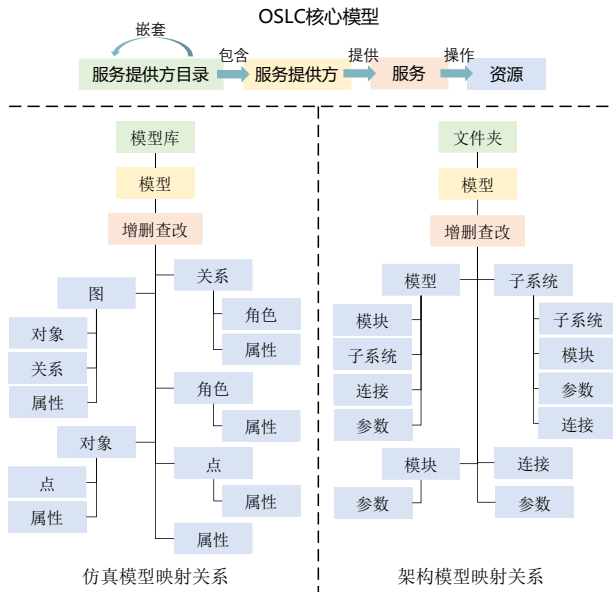 OSLC核心模型
嵌套
服务提供方目录
包含
服务提供方
提供
服务
操作
资源
模型库
模型
增删查改
图
对象
关系
属性
对象
点
属性
关系
角色
属性
角色
属性
点
属性
属性
仿真模型映射关系
文件夹
模型
增删查改
模型
模块
子系统
连接
参数
子系统
子系统
模块
参数
连接
模块
参数
连接
参数
架构模型映射关系